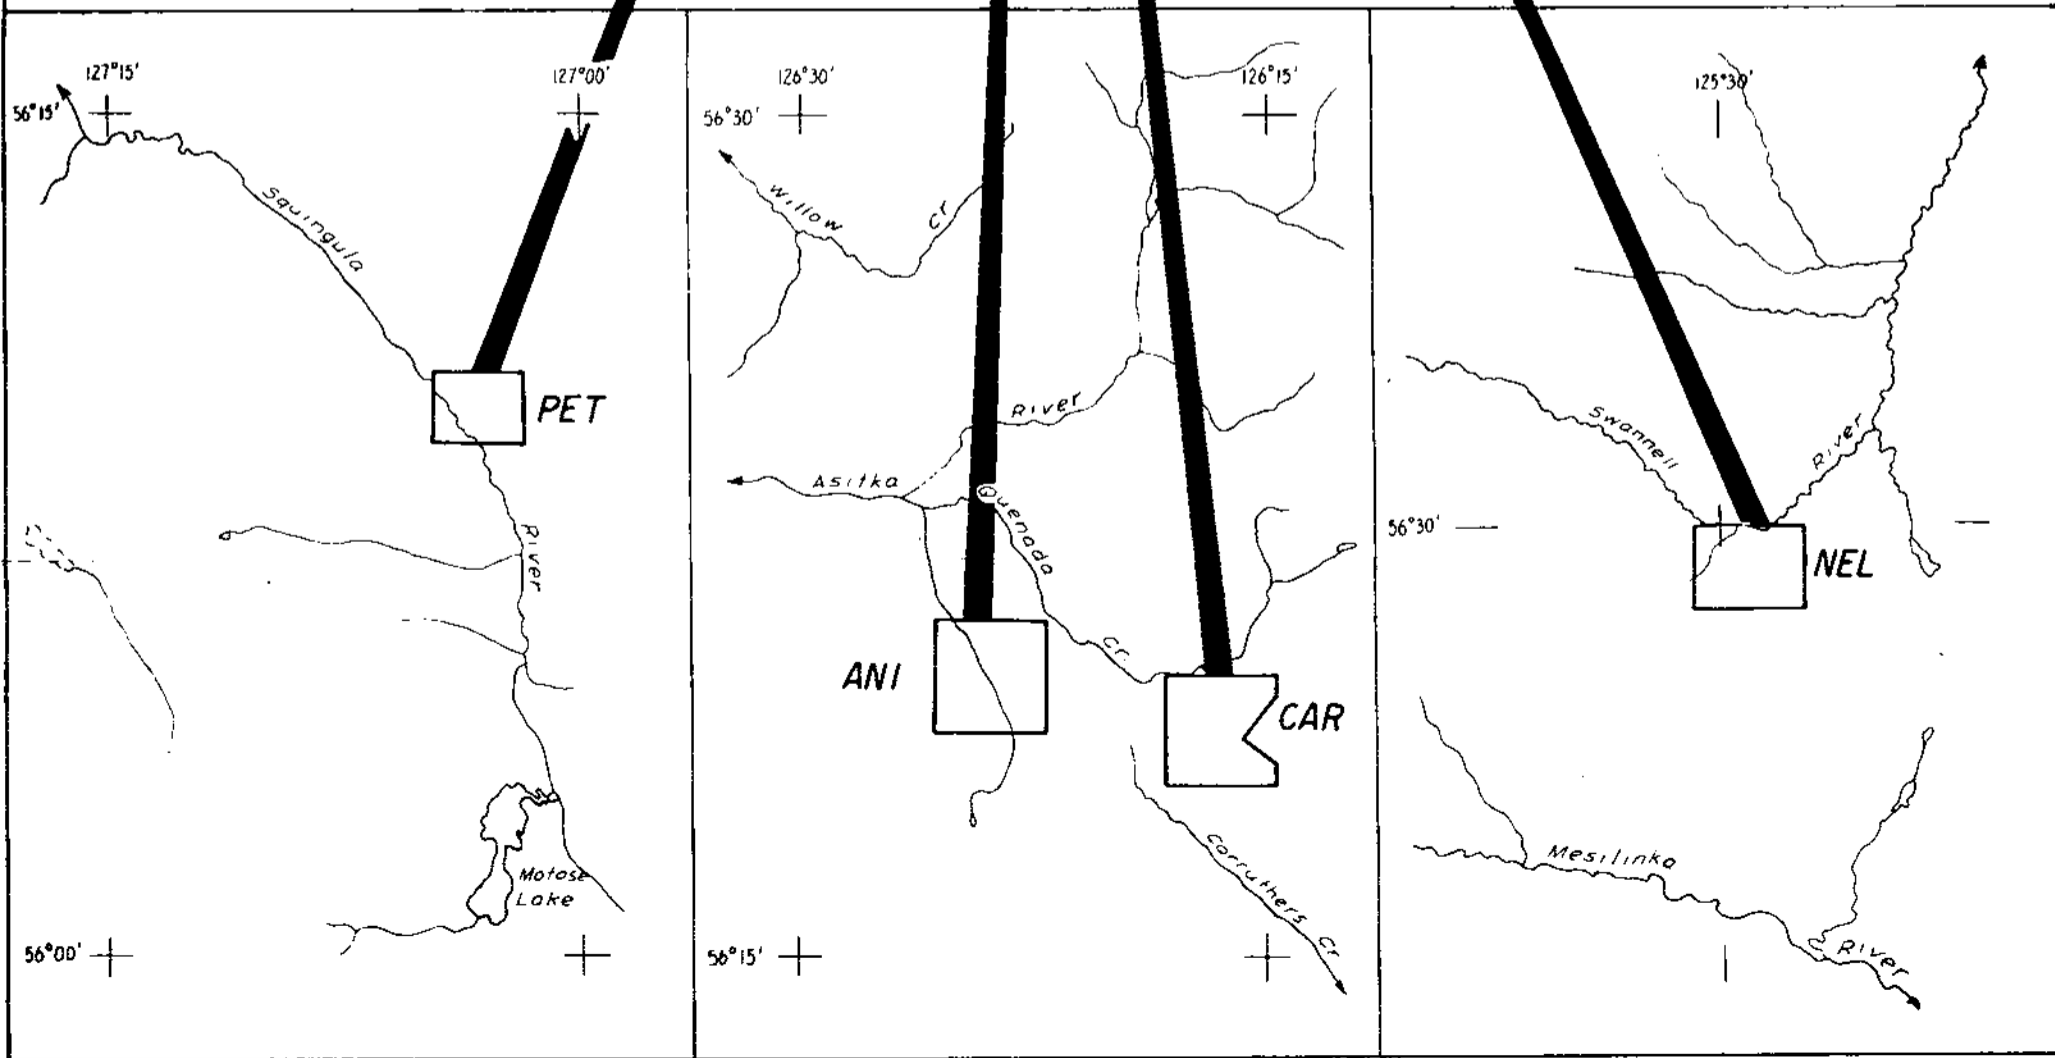 127°15'
127°00'
56°15'
Squingula
PET
River
Motase
Lake
56°00'
126°30'
126°15'
56°30'
Willow
Cr
River
Asitka
Quenada
Cr.
ANI
CAR
Carruthers Cr
56°15'
125°30'
Swannell
River
56°30'
NEL
Mesilinka
River